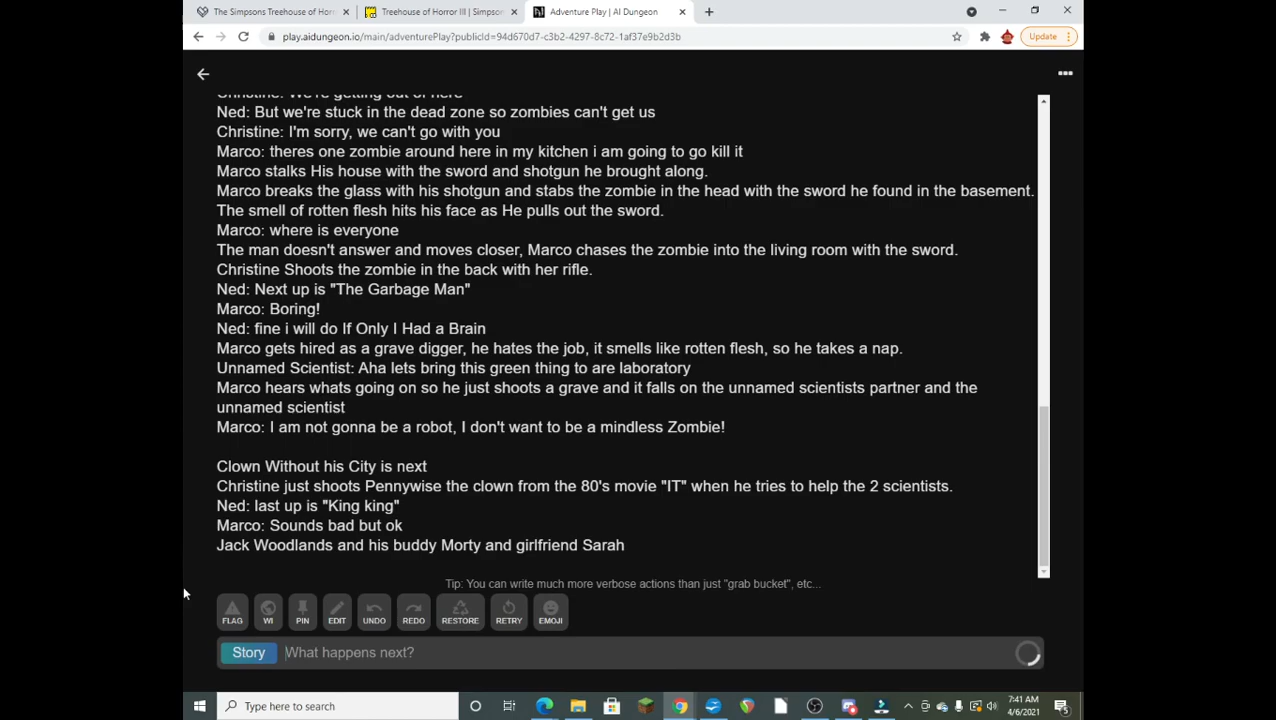 The Simpsons Treehouse of Hor
Treehouse of Horror III | Simpson
Adventure Play | AI Dungeon
play.aidungeon.io/main/adventurePlay?publicId=94d670d7-c3b2-4297-8c72-1af37e9b2d3b
Update
Christine: We're getting out of here
Ned: But we're stuck in the dead zone so zombies can't get us
Christine: I'm sorry, we can't go with you
Marco: theres one zombie around here in my kitchen i am going to go kill it
Marco stalks His house with the sword and shotgun he brought along.
Marco breaks the glass with his shotgun and stabs the zombie in the head with the sword he found in the basement.
The smell of rotten flesh hits his face as He pulls out the sword.
Marco: where is everyone
The man doesn't answer and moves closer, Marco chases the zombie into the living room with the sword.
Christine Shoots the zombie in the back with her rifle.
Ned: Next up is "The Garbage Man"
Marco: Boring!
Ned: fine i will do If Only I Had a Brain
Marco gets hired as a grave digger, he hates the job, it smells like rotten flesh, so he takes a nap.
Unnamed Scientist: Aha lets bring this green thing to are laboratory
Marco hears whats going on so he just shoots a grave and it falls on the unnamed scientists partner and the
unnamed scientist
Marco: I am not gonna be a robot, I don't want to be a mindless Zombie!
Clown Without his City is next
Christine just shoots Pennywise the clown from the 80's movie "IT" when he tries to help the 2 scientists.
Ned: last up is "King king"
Marco: Sounds bad but ok
Jack Woodlands and his buddy Morty and girlfriend Sarah
Tip: You can write much more verbose actions than just "grab bucket", etc...
FLAG WI PIN EDIT UNDO REDO RESTORE RETRY EMOJI
Story What happens next?
Type here to search
7:41 AM
4/6/2021
5